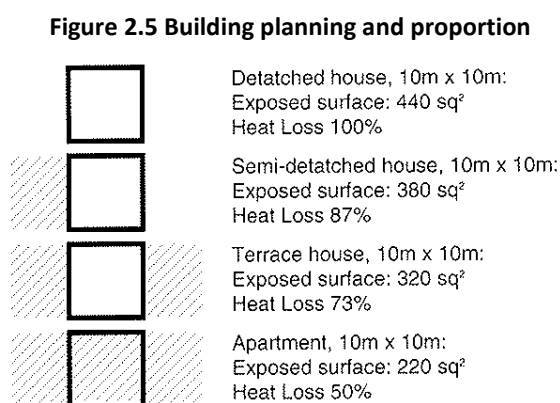 Figure 2.5 Building planning and proportion
Detatched house, 10m x 10m:
Exposed surface: 440 sq²
Heat Loss 100%
Semi-detatched house, 10m x 10m:
Exposed surface: 380 sq²
Heat Loss 87%
Terrace house, 10m x 10m:
Exposed surface: 320 sq²
Heat Loss 73%
Apartment, 10m x 10m:
Exposed surface: 220 sq²
Heat Loss 50%